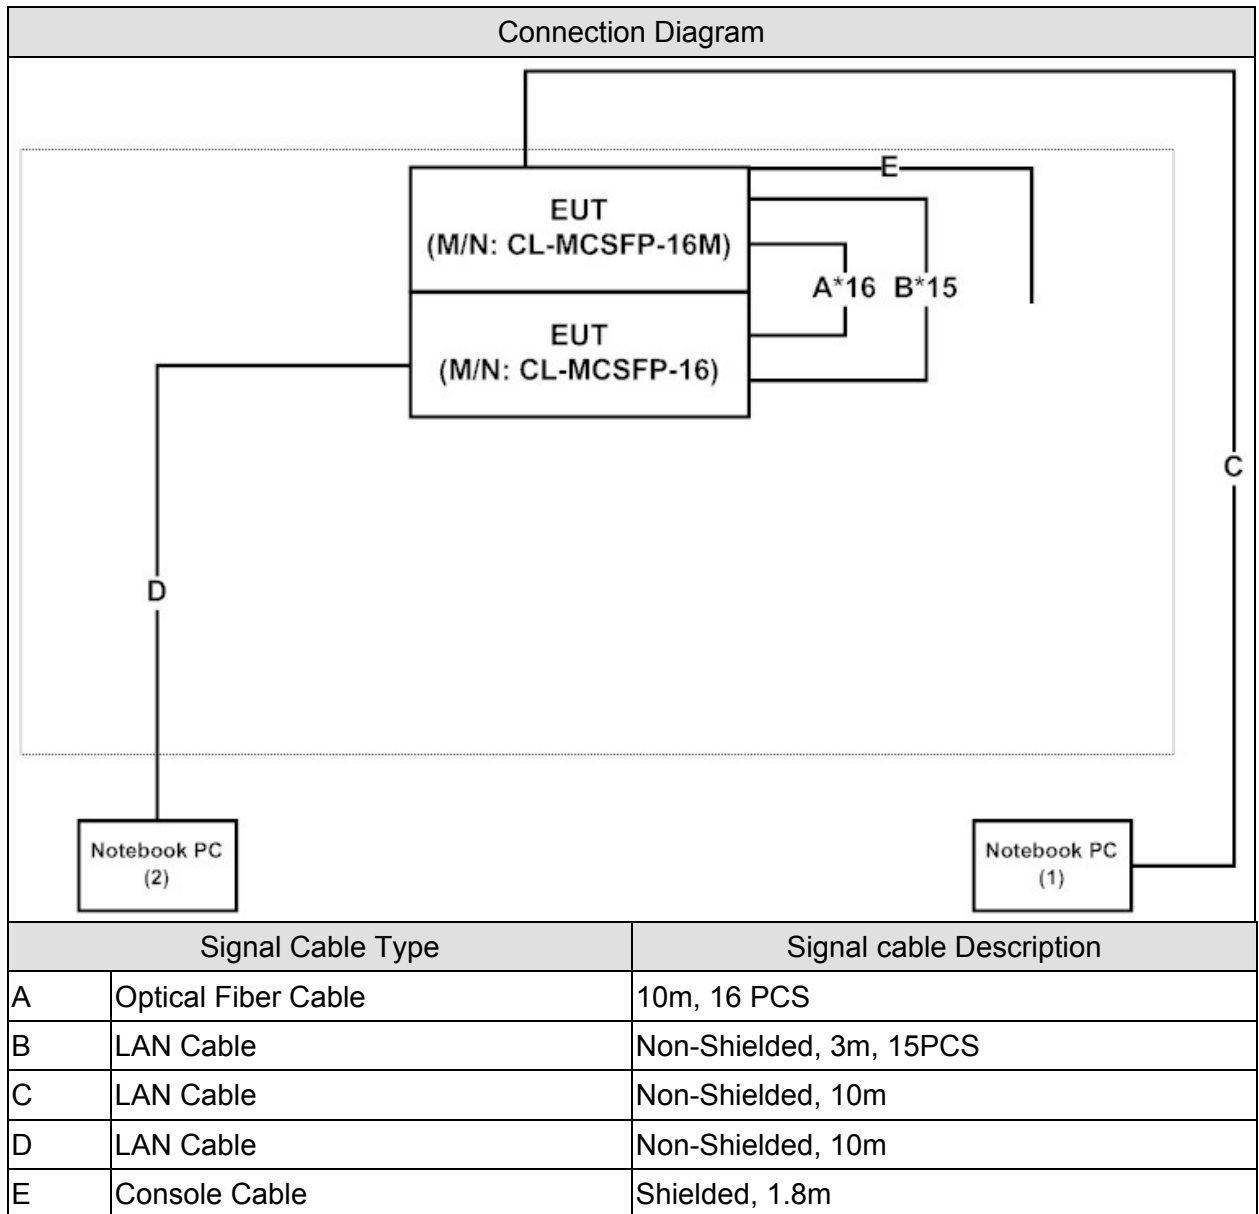 Connection Diagram
E
EUT
(M/N: CL-MCSFP-16M)
A*16 B*15
EUT
(M/N: CL-MCSFP-16)
C
D
Notebook PC
(2)
Notebook PC
(1)
Signal Cable Type Signal cable Description
A Optical Fiber Cable 10m, 16 PCS
B LAN Cable Non-Shielded, 3m, 15PCS
C LAN Cable Non-Shielded, 10m
D LAN Cable Non-Shielded, 10m
E Console Cable Shielded, 1.8m